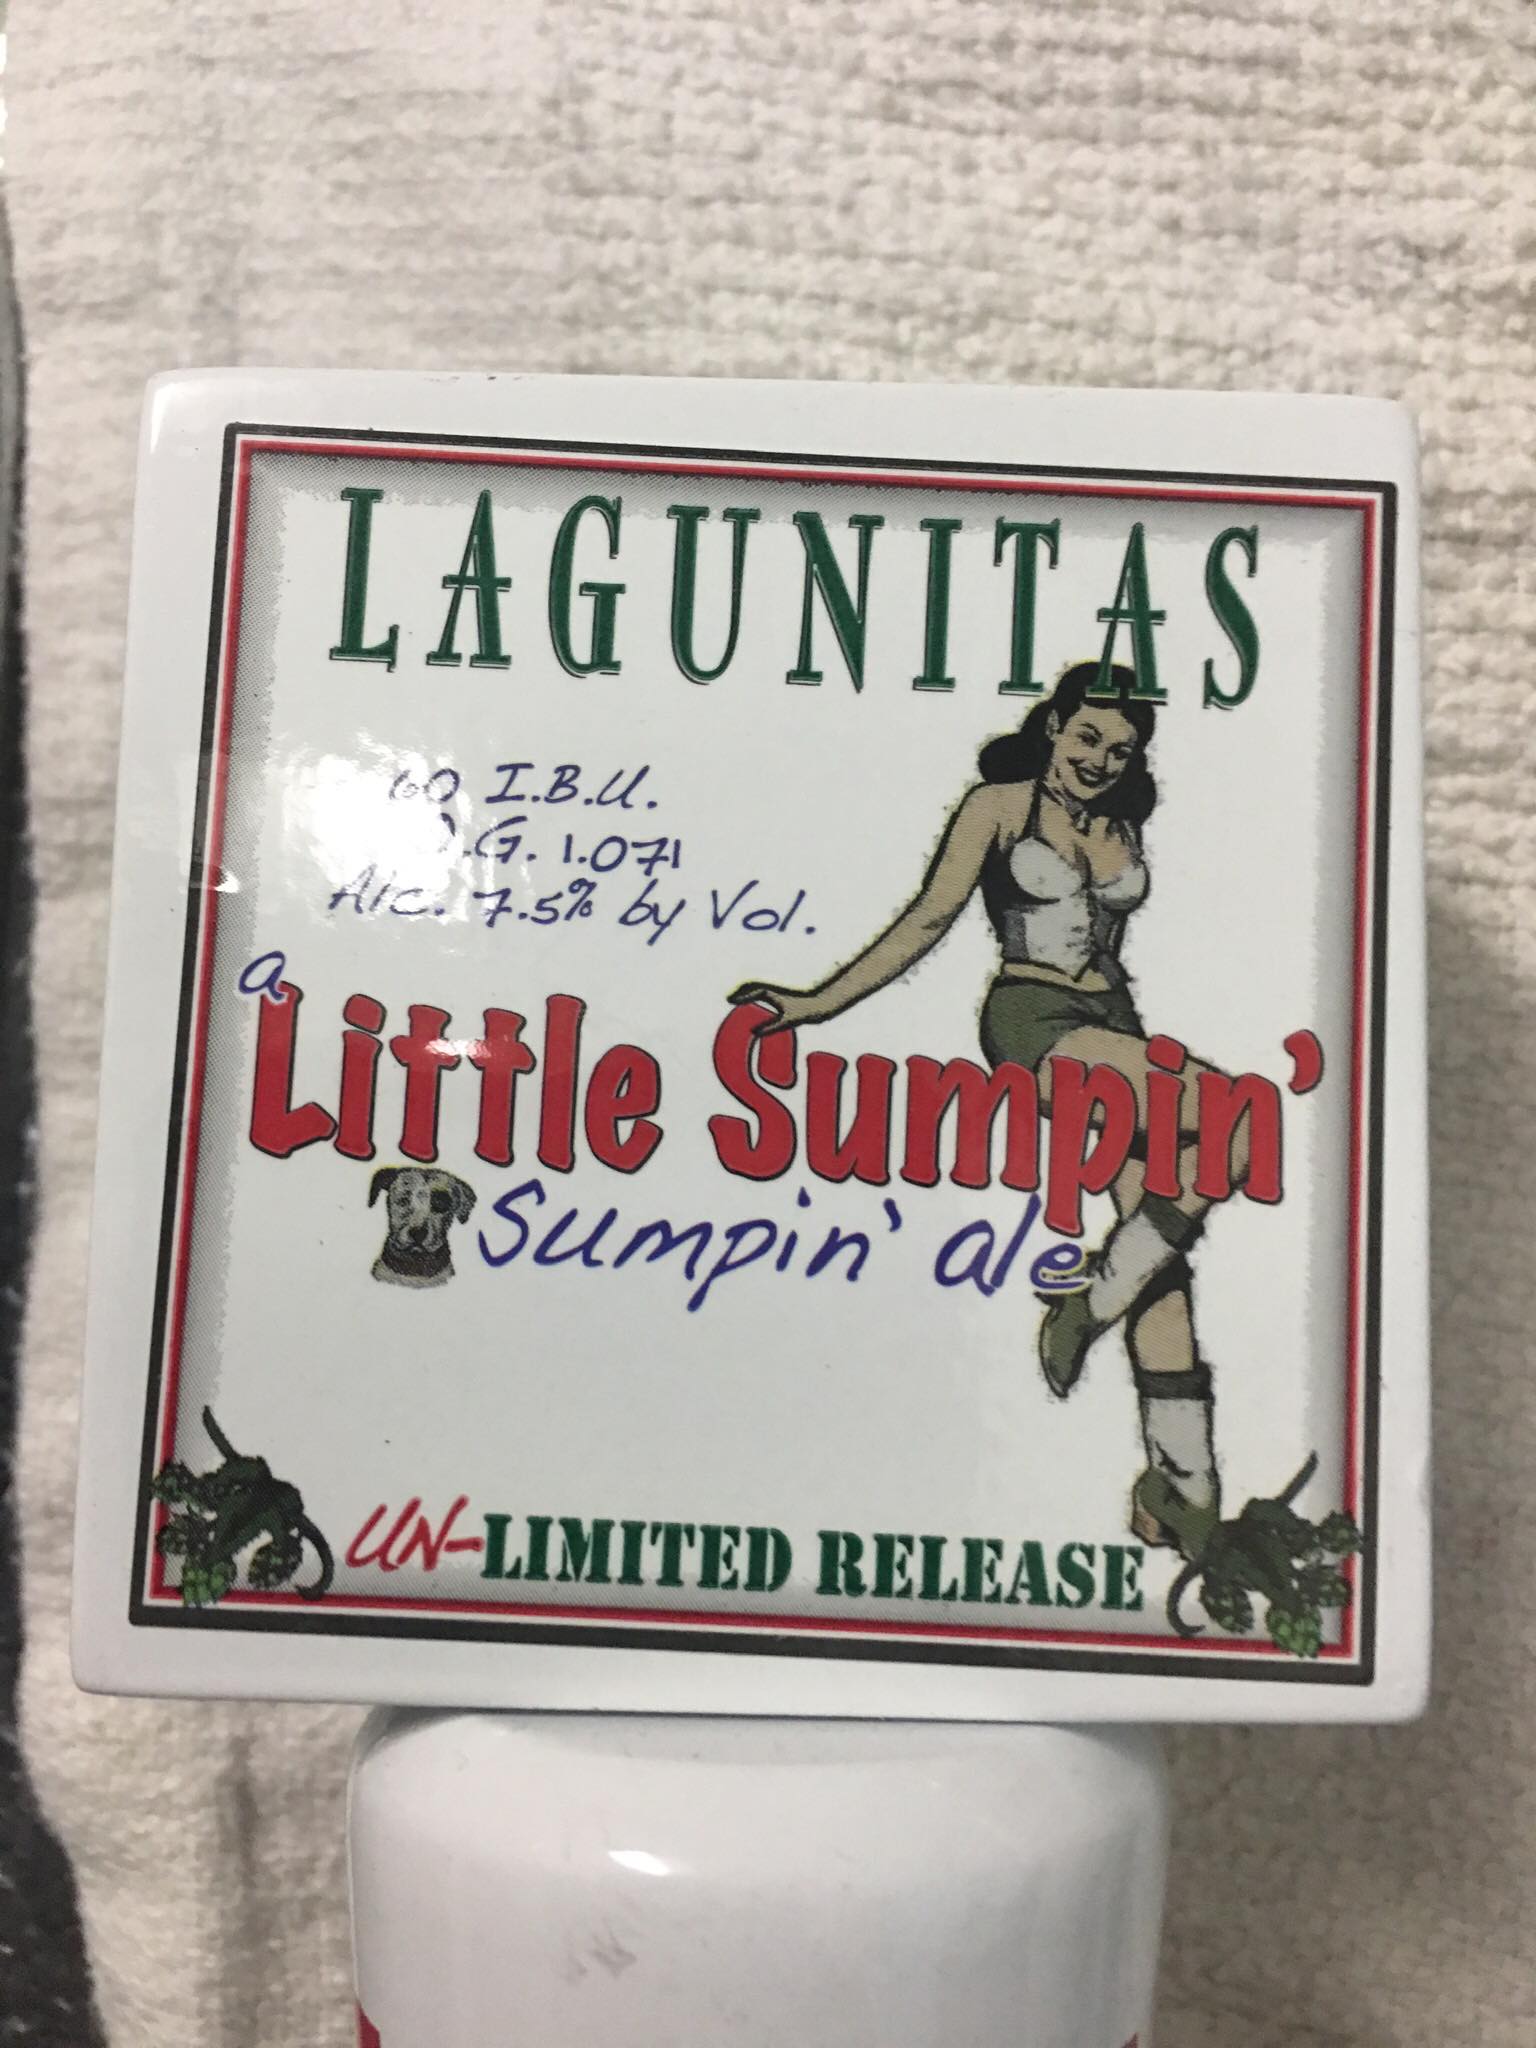 LAGUNITAS
60 I.B.U.
O.G. 1.071
Alc. 7.5% by Vol.
a Little Sumpin'
Sumpin' ale
UN-LIMITED RELEASE